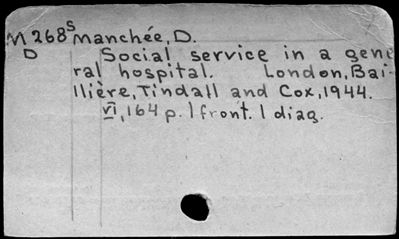 M268S Manchée, D.
D Social service in a gene
ral hospital. London, Bai-
llière, Tindall and Cox, 1944.
VI, 164 p. 1 front. 1 diag.